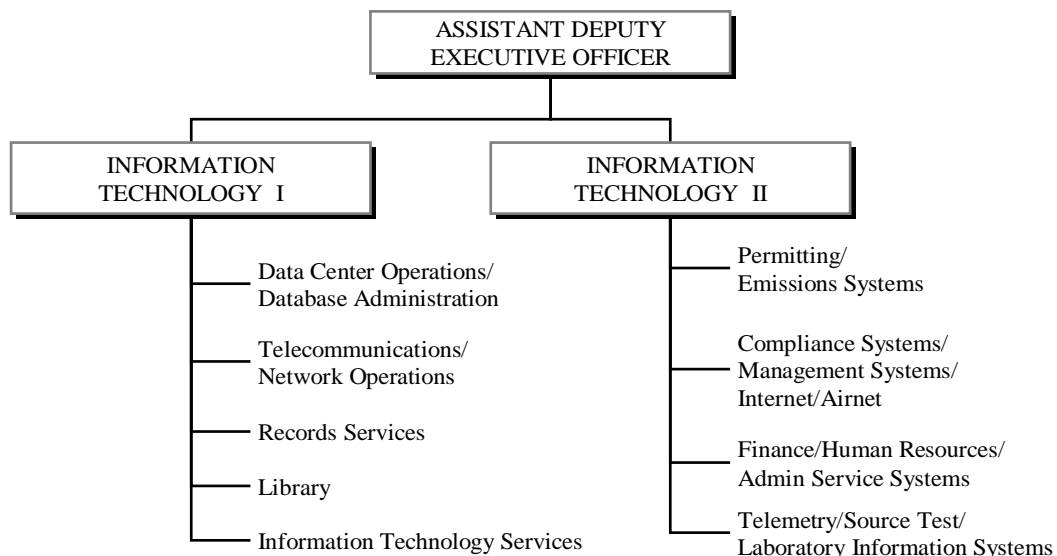 ASSISTANT DEPUTY
EXECUTIVE OFFICER
INFORMATION
TECHNOLOGY I
Data Center Operations/
Database Administration
Telecommunications/
Network Operations
Records Services
Library
Information Technology Services
INFORMATION
TECHNOLOGY II
Permitting/
Emissions Systems
Compliance Systems/
Management Systems/
Internet/Airnet
Finance/Human Resources/
Admin Service Systems
Telemetry/Source Test/
Laboratory Information Systems